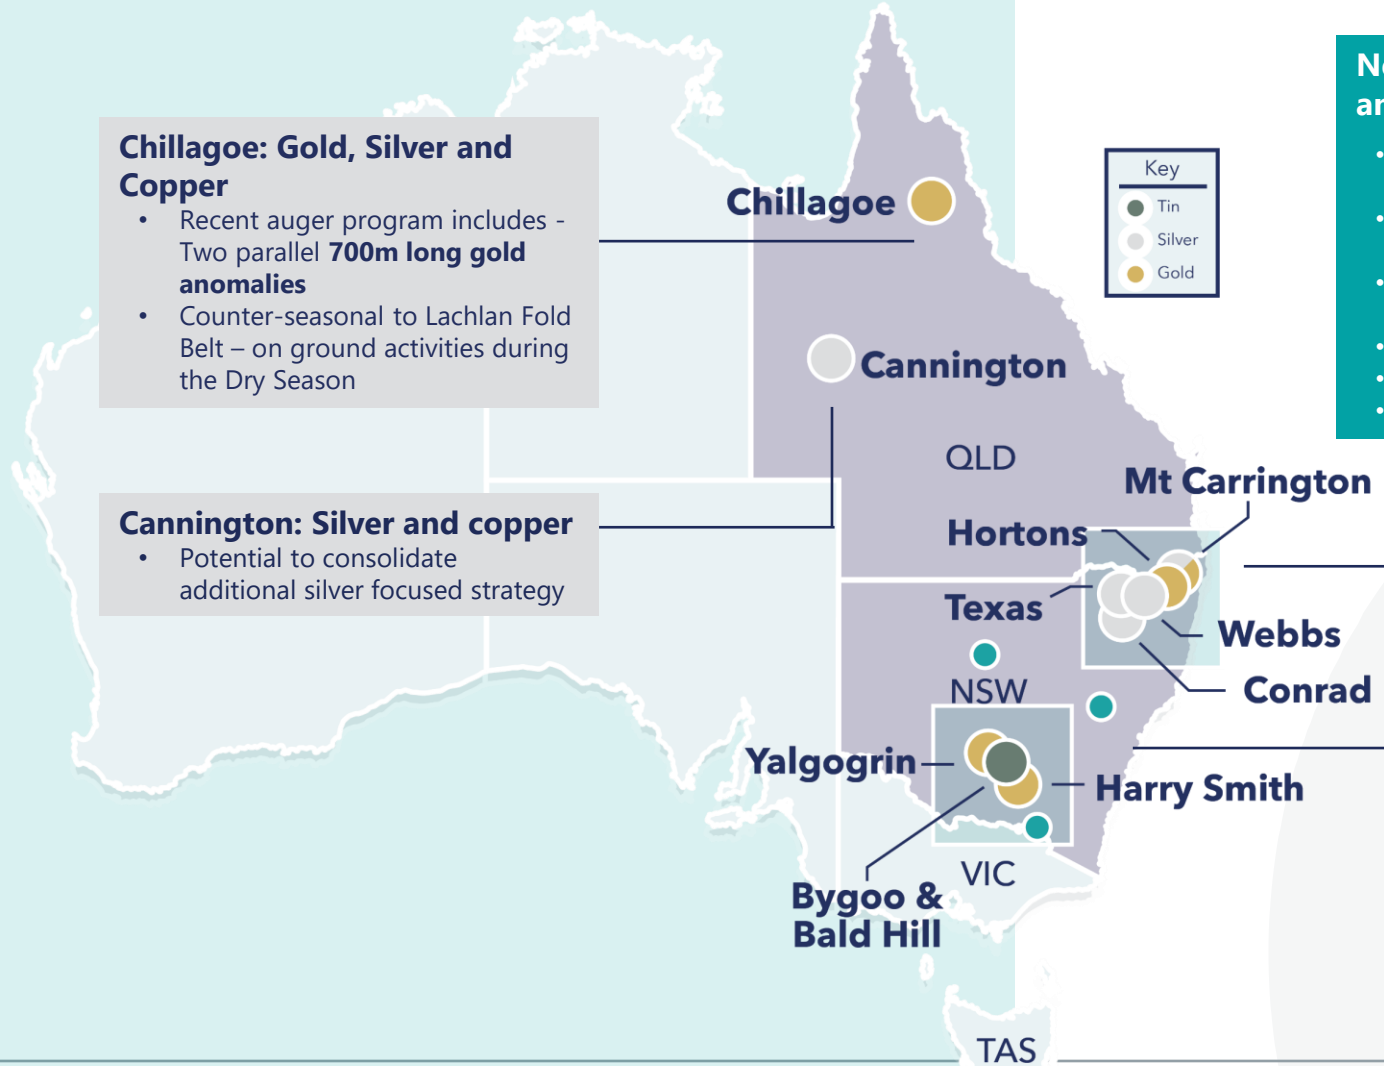 Chillagoe: Gold, Silver and
Copper
• Recent auger program includes -
Two parallel 700m long gold
anomalies
• Counter-seasonal to Lachlan Fold
Belt – on ground activities during
the Dry Season
Cannington: Silver and copper
• Potential to consolidate
additional silver focused strategy
Chillagoe
Key
Tin
Silver
Gold
Cannington
QLD
Mt Carrington
Hortons
Texas
Webbs
NSW
Conrad
Yalgogrin
Harry Smith
VIC
Bygoo &
Bald Hill
TAS